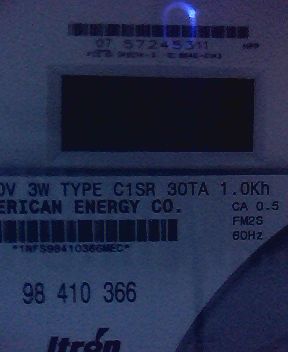 07 57245311
0V 3W TYPE C1SR 30TA 1.0Kh
ERICAN ENERGY CO.
CA 0.5
FM2S
60Hz
98 410 366
Itron